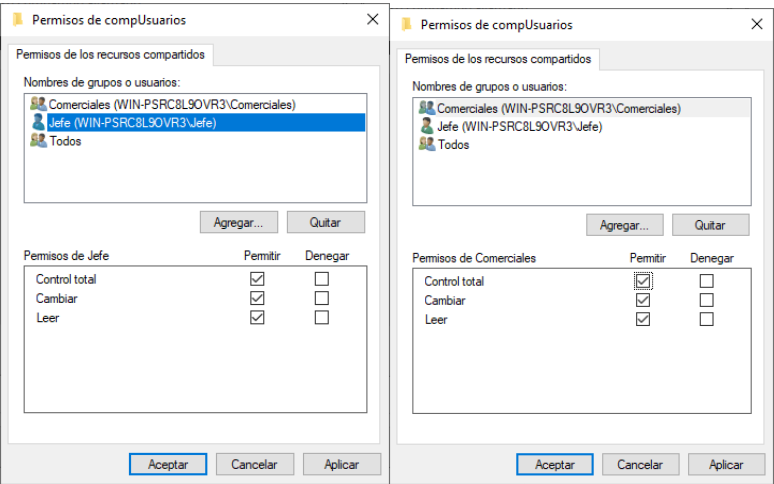 Permisos de compUsuarios
Permisos de los recursos compartidos
Nombres de grupos o usuarios:
Comerciales (WIN-PSRC8L9OVR3\Comerciales)
Jefe (WIN-PSRC8L9OVR3\Jefe)
Todos
Agregar... Quitar
Permisos de Jefe Permitir Denegar
Control total
Cambiar
Leer
Aceptar Cancelar Aplicar
Permisos de compUsuarios
Permisos de los recursos compartidos
Nombres de grupos o usuarios:
Comerciales (WIN-PSRC8L9OVR3\Comerciales)
Jefe (WIN-PSRC8L9OVR3\Jefe)
Todos
Agregar... Quitar
Permisos de Comerciales Permitir Denegar
Control total
Cambiar
Leer
Aceptar Cancelar Aplicar